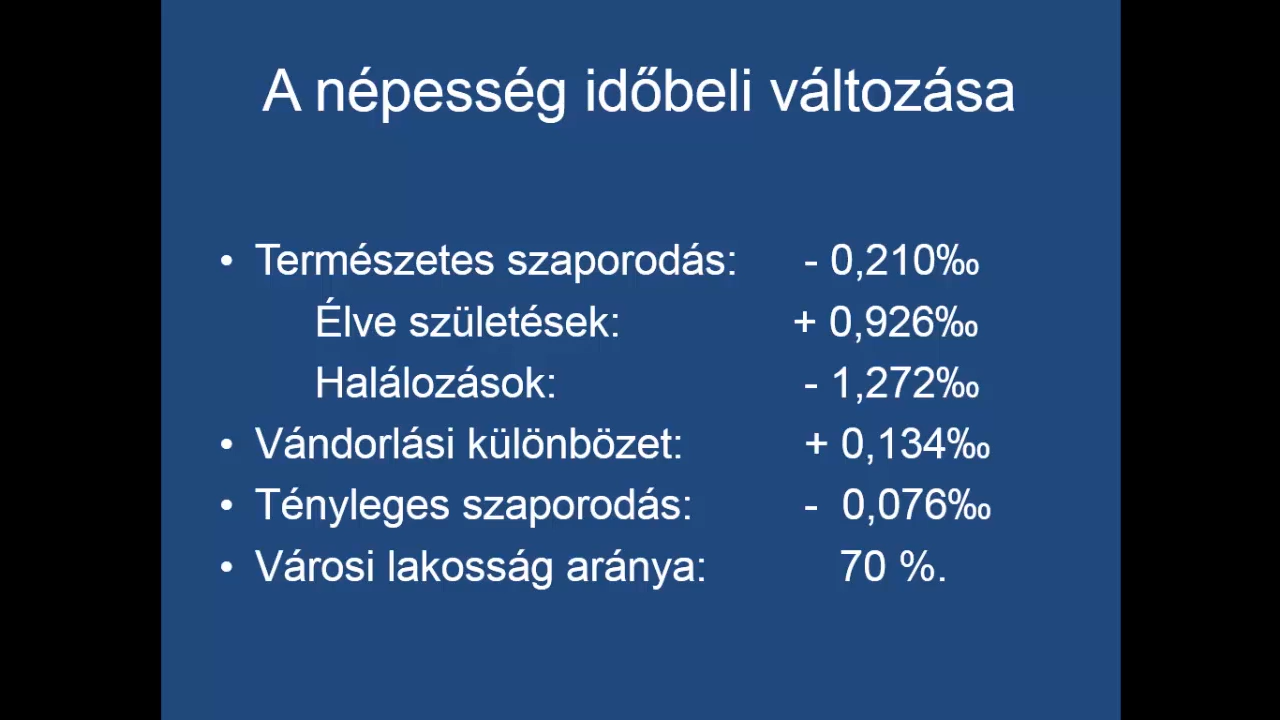 A népesség időbeli változása
• Természetes szaporodás: - 0,210‰
Élve születések: + 0,926‰
Halálozások: - 1,272‰
• Vándorlási különbözet: + 0,134‰
• Tényleges szaporodás: - 0,076‰
• Városi lakosság aránya: 70 %.